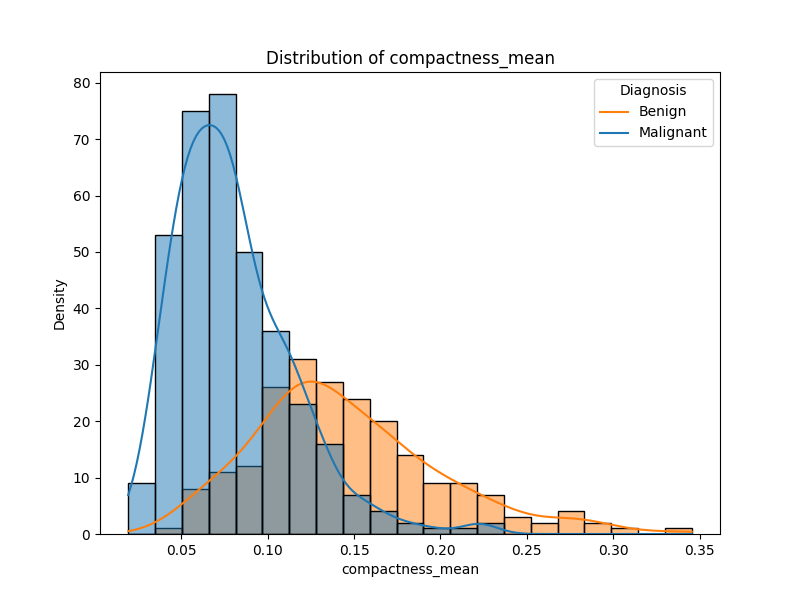 Distribution of compactness_mean
Diagnosis
Benign
Malignant
80
70
60
50
40
30
20
10
0
Density
0.05
0.10
0.15
0.20
0.25
0.30
0.35
compactness_mean